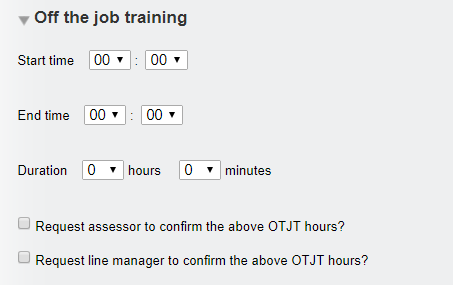 Off the job training
Start time 00 : 00
End time 00 : 00
Duration 0 hours 0 minutes
Request assessor to confirm the above OTJT hours?
Request line manager to confirm the above OTJT hours?